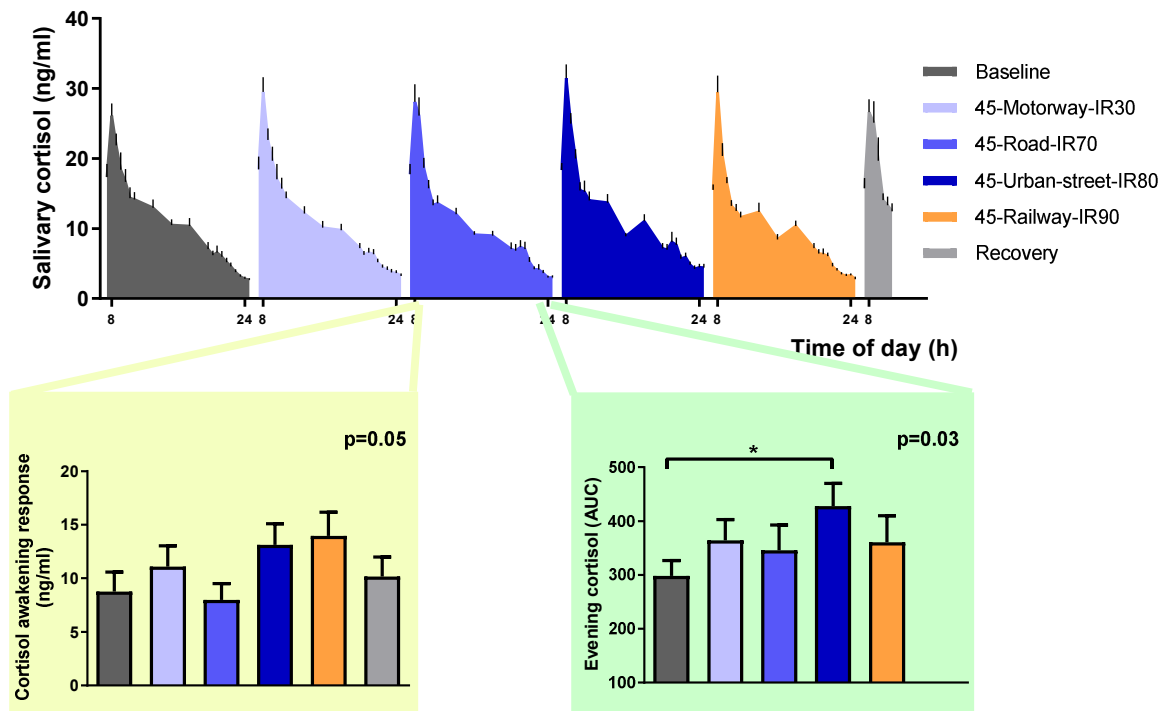 40
30
20
10
0
Salivary cortisol (ng/ml)
Baseline
45-Motorway-IR30
45-Road-IR70
45-Urban-street-IR80
45-Railway-IR90
Recovery
8 24 8 24 8 24 8 24 8 24 8
Time of day (h)
p=0.05
Cortisol awakening response
(ng/ml)
20
15
10
5
0
p=0.03
*
Evening cortisol (AUC)
500
400
300
200
100